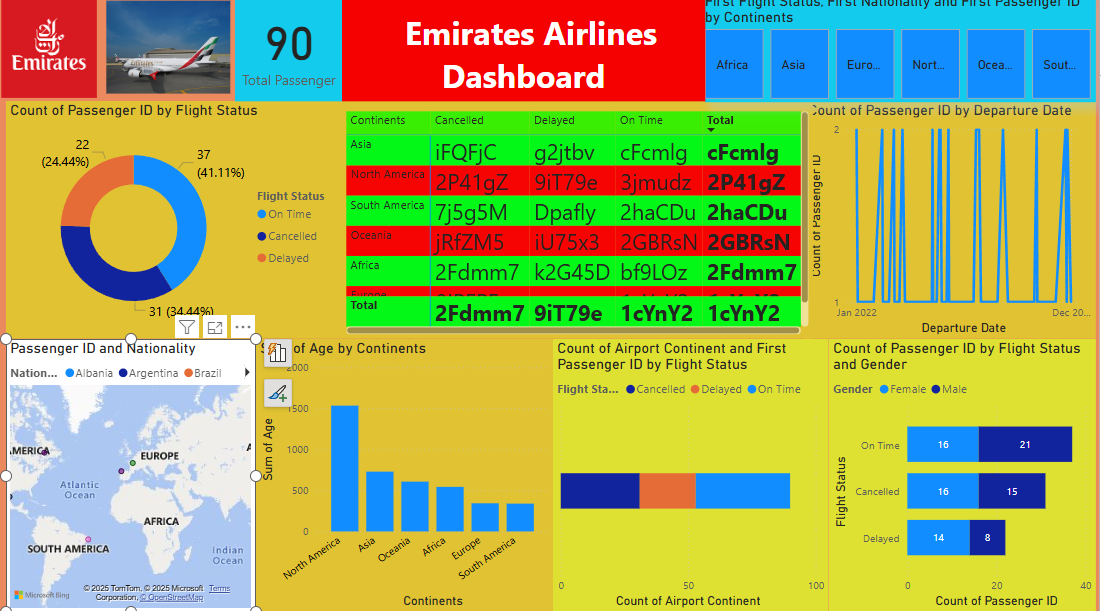 Emirates
90
Total Passenger
Emirates Airlines
Dashboard
First Flight Status, First Nationality and First Passenger ID
by Continents
Africa
Asia
Euro...
Nort...
Ocea...
Sout...
Count of Passenger ID by Flight Status
22
(24.44%)
37
(41.11%)
31 (34.44%)
Flight Status
On Time
Cancelled
Delayed
Continents Cancelled Delayed On Time Total
Asia iFQFjC g2jtbv cFcmlg cFcmlg
North America 2P41gZ 9iT79e 3jmudz 2P41gZ
South America 7j5g5M Dpafly 2haCDu 2haCDu
Oceania jRfZM5 iU75x3 2GBRsN 2GBRsN
Africa 2Fdmm7 k2G45D bf9LOz 2Fdmm7
Europe
Total 2Fdmm7 9iT79e 1cYnY2 1cYnY2
Count of Passenger ID by Departure Date
Count of Passenger ID
2
1
Jan 2022
Dec 20...
Departure Date
Passenger ID and Nationality
Nation... Albania Argentina Brazil
AMERICA
EUROPE
Atlantic
Ocean
AFRICA
SOUTH AMERICA
Indian
Ocean
Microsoft Bing
© 2025 TomTom, © 2025 Microsoft Terms
Corporation, © OpenStreetMap
of Age by Continents
Sum of Age
2000
1500
1000
500
0
North America
Asia
Oceania
Africa
Europe
South America
Continents
Count of Airport Continent and First
Passenger ID by Flight Status
Flight Sta... Cancelled Delayed On Time
0 50 100
Count of Airport Continent
Count of Passenger ID by Flight Status
and Gender
Gender Female Male
Flight Status
On Time 16 21
Cancelled 16 15
Delayed 14 8
0 20 40
Count of Passenger ID